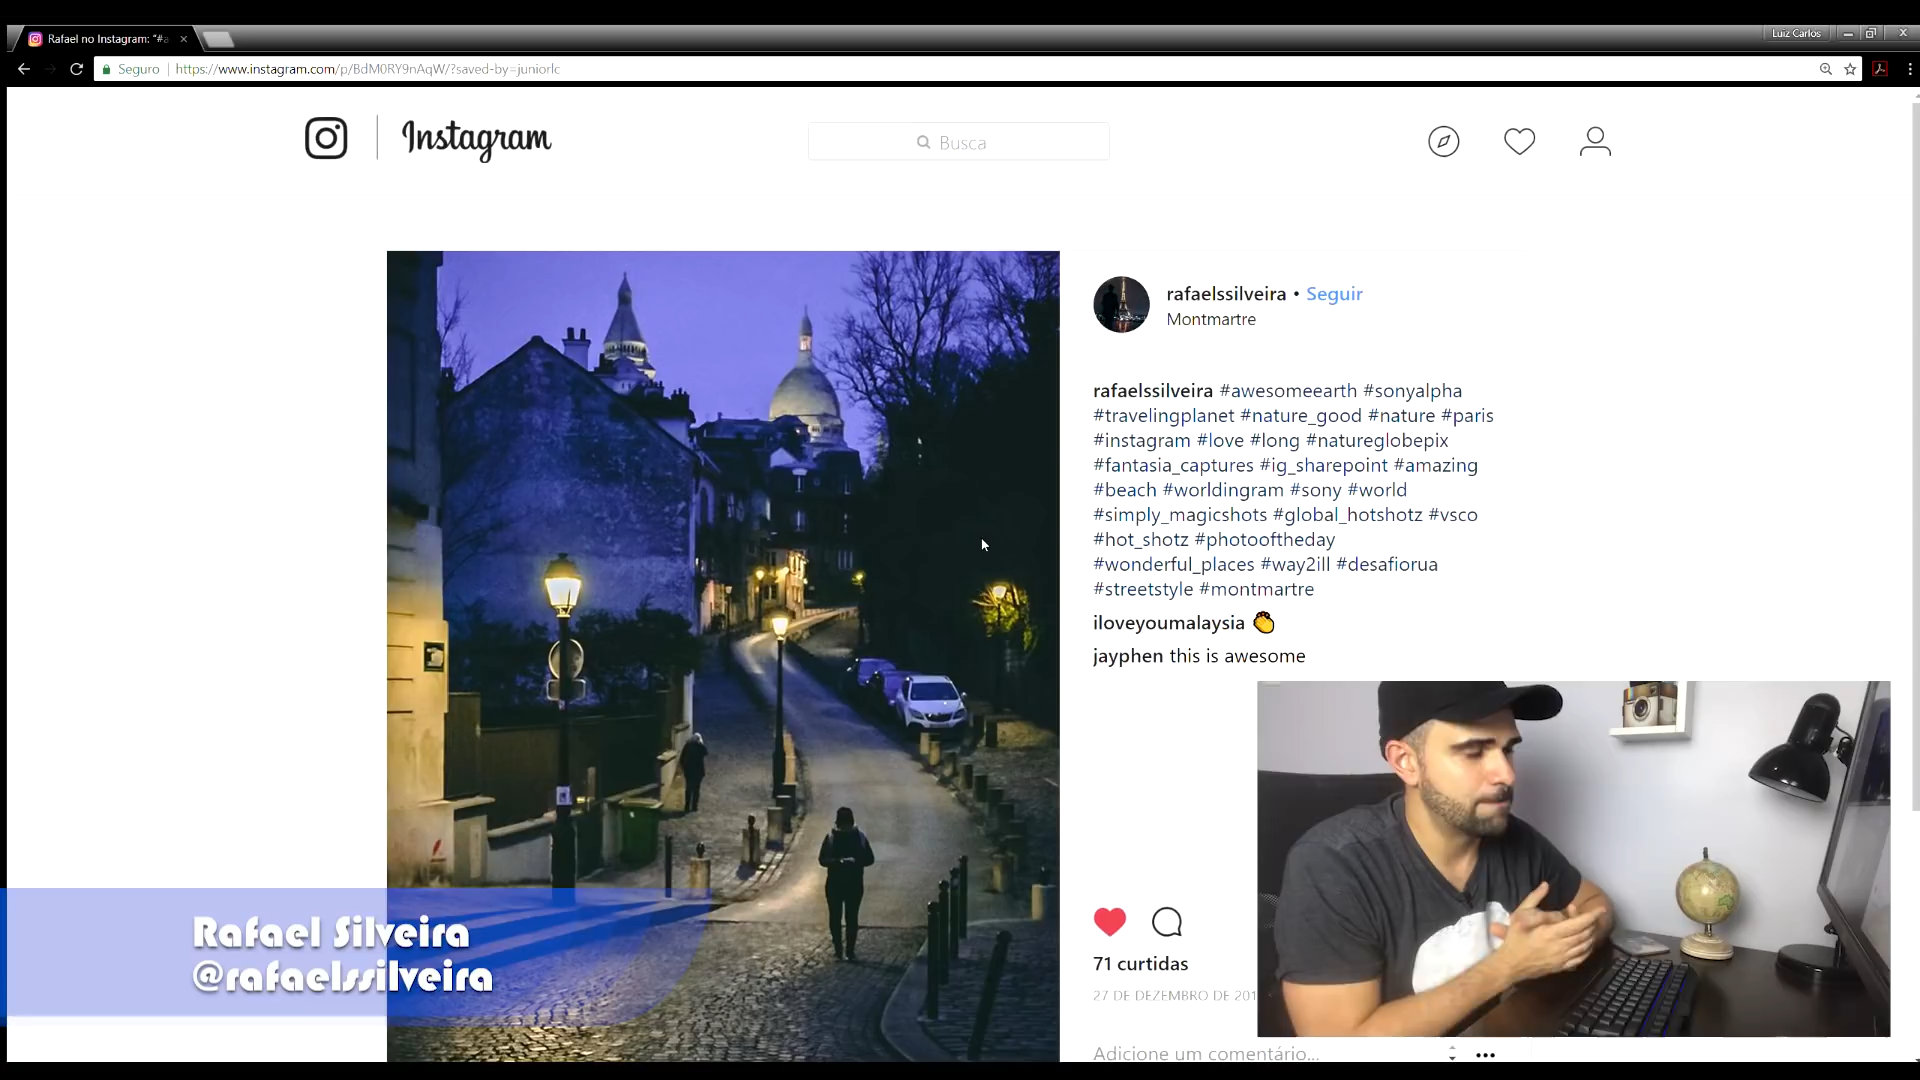 Rafael no Instagram: "#a
Luiz Carlos
Seguro
https://www.instagram.com/p/BdM0RY9nAqW/?saved-by=juniorlc
Instagram
Busca
rafaelssilveira • Seguir
Montmartre
rafaelssilveira #awesomeearth #sonyalpha
#travelingplanet #nature_good #nature #paris
#instagram #love #long #natureglobepix
#fantasia_captures #ig_sharepoint #amazing
#beach #worldingram #sony #world
#simply_magicshots #global_hotshotz #vsco
#hot_shotz #photooftheday
#wonderful_places #way2ill #desafiorua
#streetstyle #montmartre
iloveyoumalaysia 👏
jayphen this is awesome
71 curtidas
27 DE DEZEMBRO DE 201
Adicione um comentário...
Rafael Silveira
@rafaelssilveira